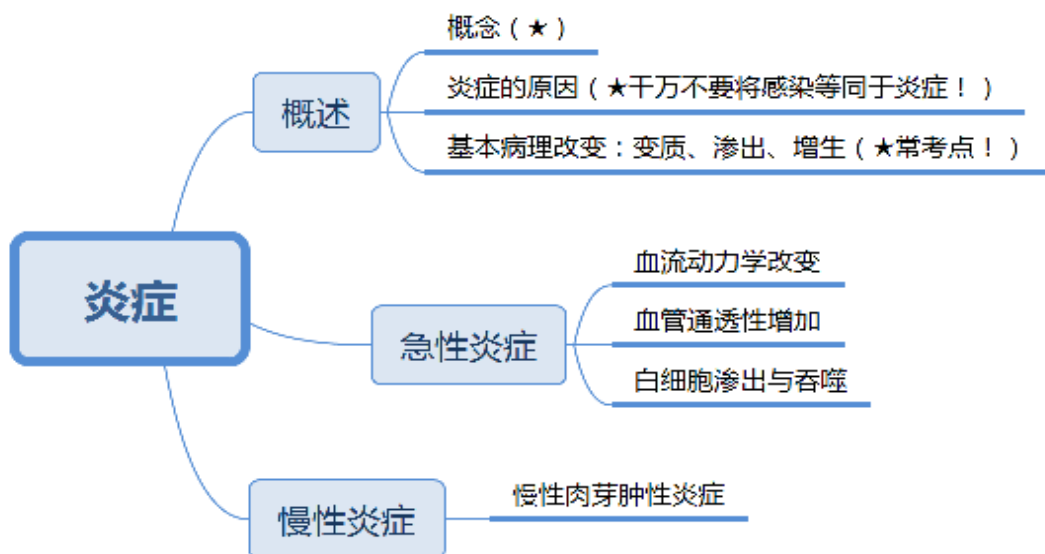 炎症
概述
概念（★）
炎症的原因（★千万不要将感染等同于炎症！）
基本病理改变：变质、渗出、增生（★常考点！）
急性炎症
血流动力学改变
血管通透性增加
白细胞渗出与吞噬
慢性炎症
慢性肉芽肿性炎症